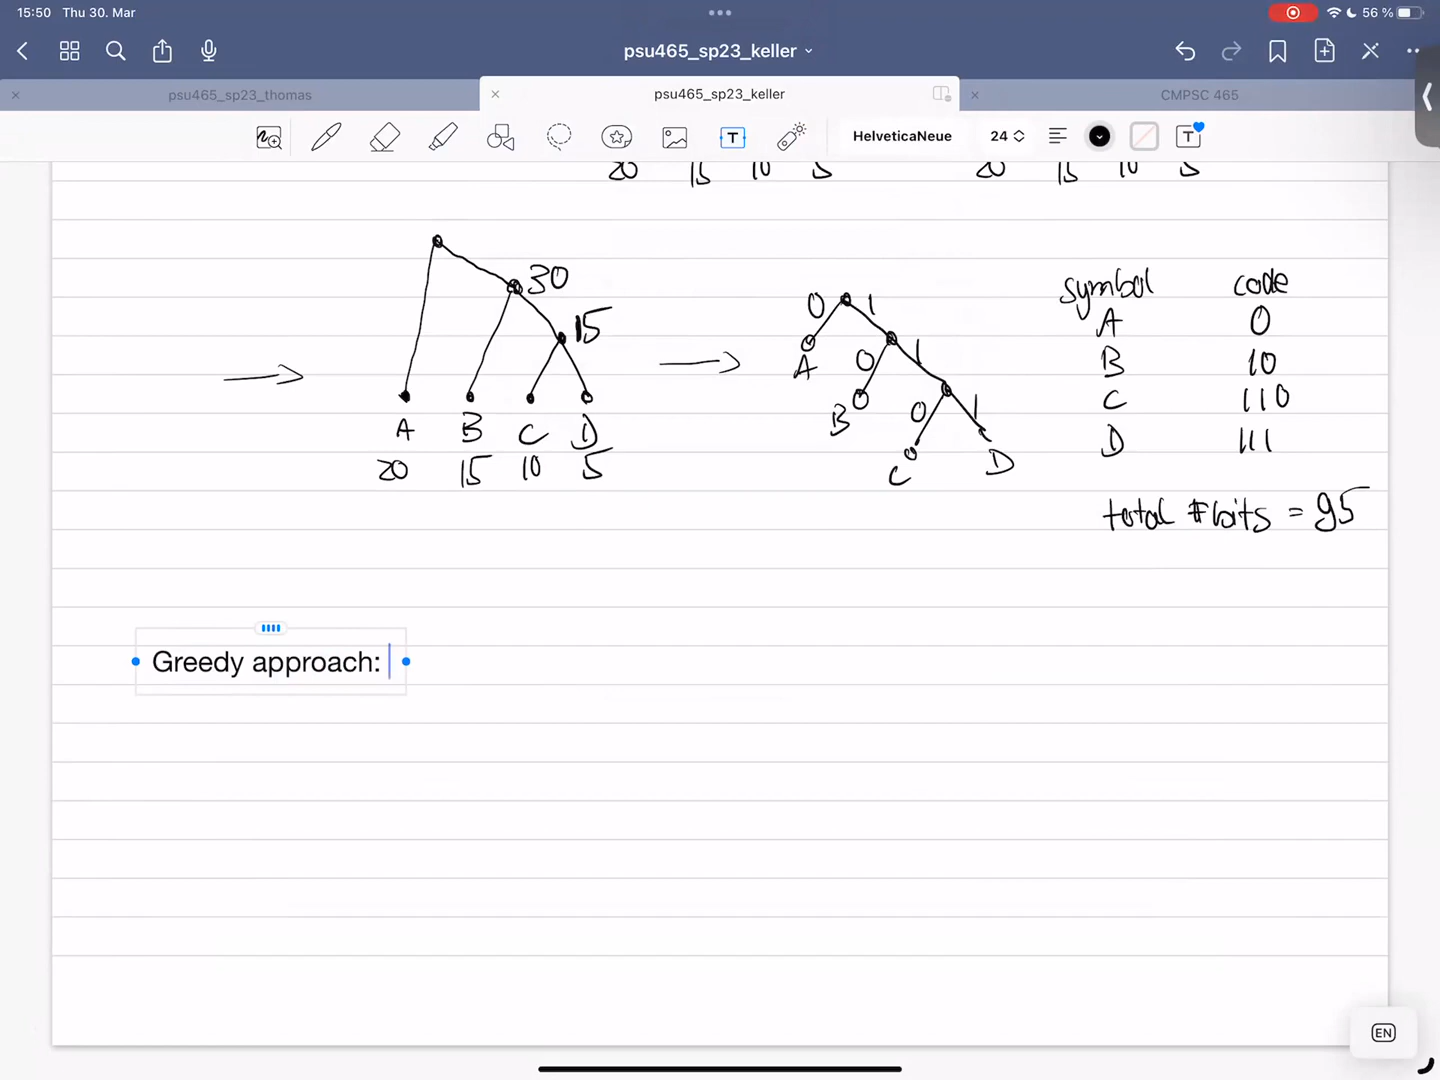 15:50 Thu 30. Mar
56 %
psu465_sp23_keller
psu465_sp23_thomas
psu465_sp23_keller
CMPSC 465
HelveticaNeue 24
20 15 10 5 20 15 10 5
30
15
A B C D
20 15 10 5
0 1
A 0 1
B 0 1
C D
symbol code
A 0
B 10
C 110
D 111
total #bits = 95
Greedy approach:
EN